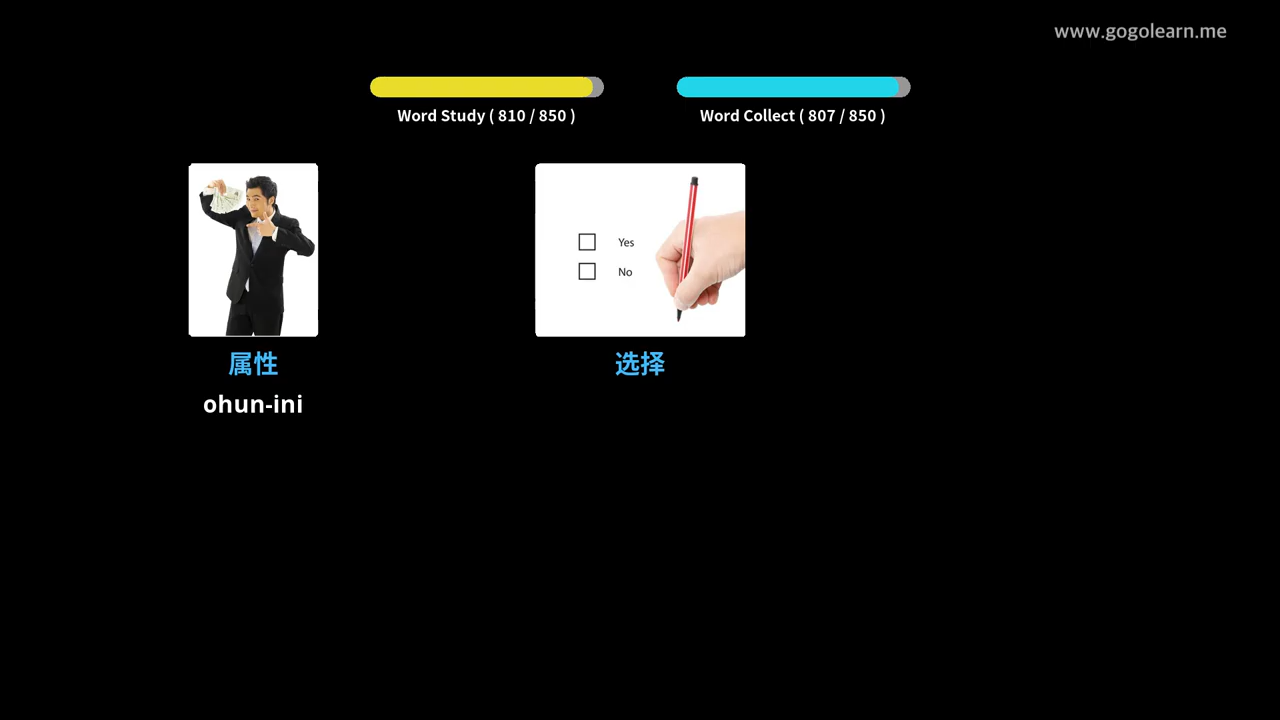 www.gogolearn.me
Word Study ( 810 / 850 )
Word Collect ( 807 / 850 )
Yes
No
属性
选择
ohun-ini